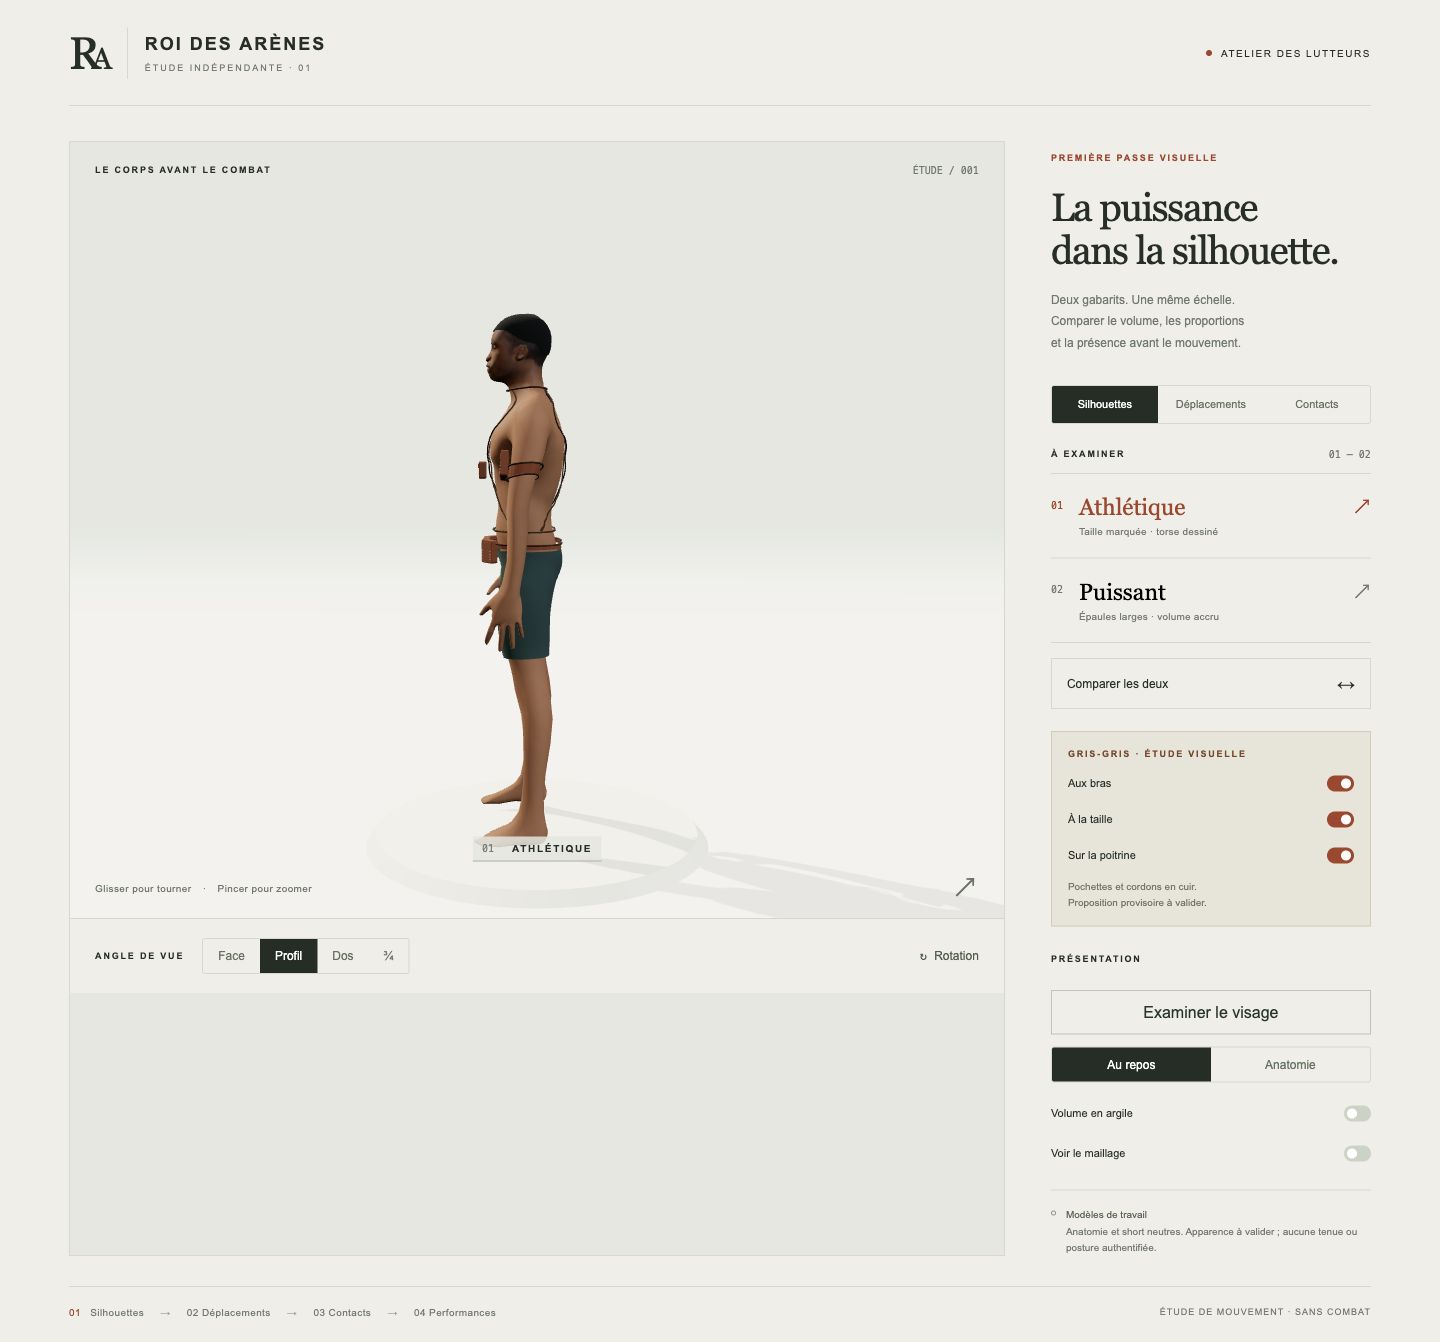 RA
ROI DES ARÈNES
ÉTUDE INDÉPENDANTE · 01
ATELIER DES LUTTEURS
LE CORPS AVANT LE COMBAT
ÉTUDE / 001
01 ATHLÉTIQUE
Glisser pour tourner · Pincer pour zoomer
ANGLE DE VUE
Face
Profil
Dos
¾
↻ Rotation
PREMIÈRE PASSE VISUELLE
La puissance
dans la silhouette.
Deux gabarits. Une même échelle.
Comparer le volume, les proportions
et la présence avant le mouvement.
Silhouettes
Déplacements
Contacts
À EXAMINER
01 — 02
01 Athlétique
Taille marquée · torse dessiné
02 Puissant
Épaules larges · volume accru
Comparer les deux
GRIS-GRIS · ÉTUDE VISUELLE
Aux bras
À la taille
Sur la poitrine
Pochettes et cordons en cuir.
Proposition provisoire à valider.
PRÉSENTATION
Examiner le visage
Au repos
Anatomie
Volume en argile
Voir le maillage
Modèles de travail
Anatomie et short neutres. Apparence à valider ; aucune tenue ou
posture authentifiée.
01 Silhouettes → 02 Déplacements → 03 Contacts → 04 Performances
ÉTUDE DE MOUVEMENT · SANS COMBAT